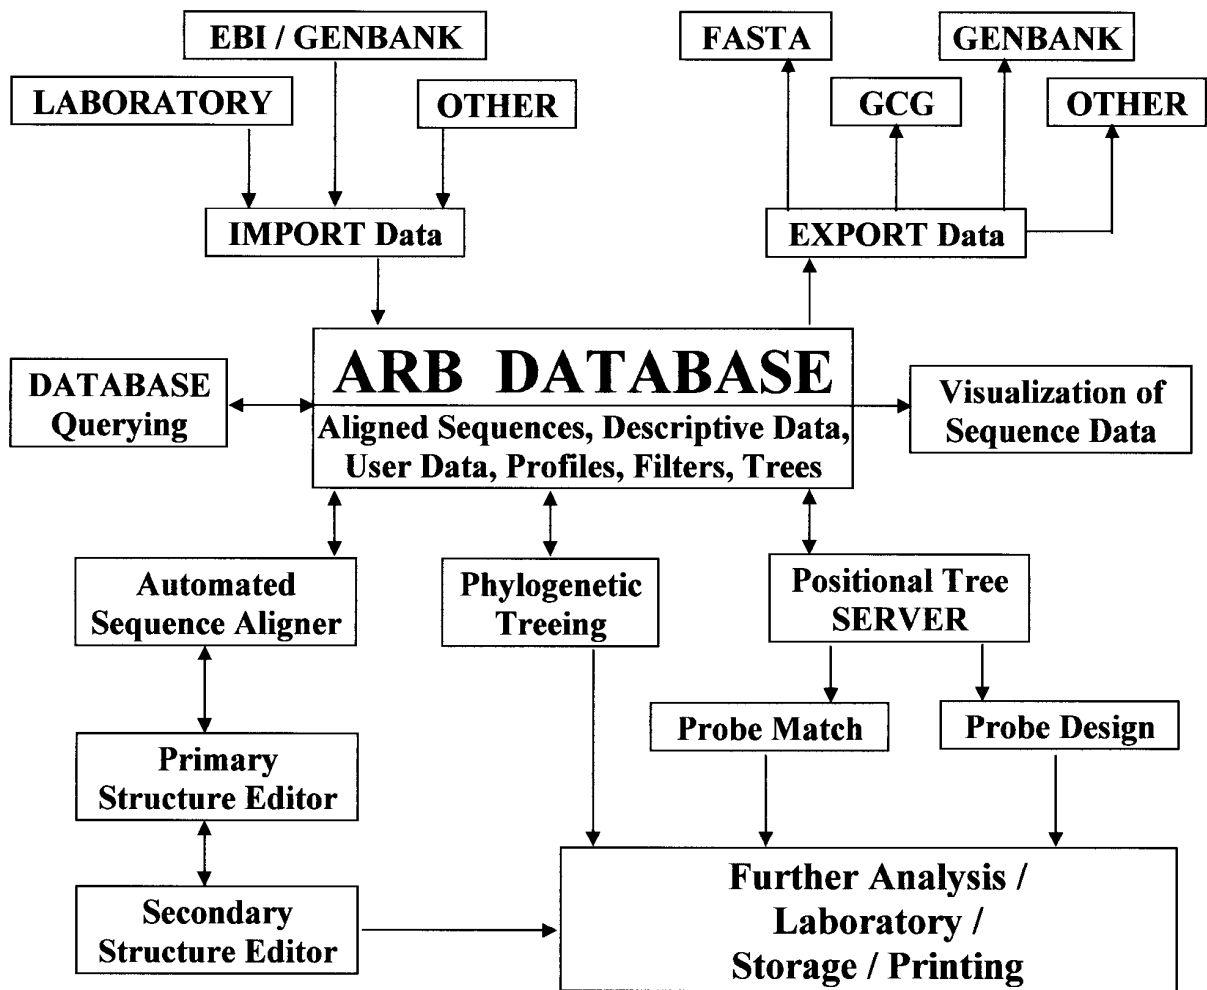 EBI / GENBANK
LABORATORY
OTHER
IMPORT Data
FASTA
GENBANK
GCG
OTHER
EXPORT Data
ARB DATABASE
Aligned Sequences, Descriptive Data,
User Data, Profiles, Filters, Trees
DATABASE
Querying
Visualization of
Sequence Data
Automated
Sequence Aligner
Phylogenetic
Treeing
Positional Tree
SERVER
Probe Match
Probe Design
Primary
Structure Editor
Secondary
Structure Editor
Further Analysis /
Laboratory /
Storage / Printing